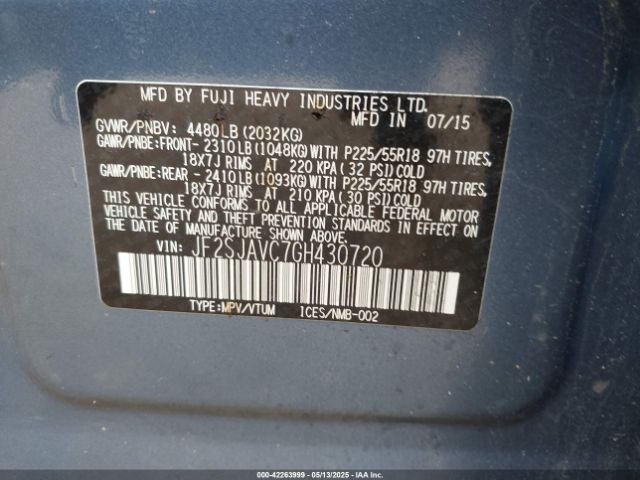 MFD BY FUJI HEAVY INDUSTRIES LTD.
MFD IN 07/15
GVWR/PNBV: 4480LB(2032KG)
GAWR/PNBE:FRONT- 2310LB(1048KG)WITH P225/55R18 97H TIRES,
18X7J RIMS AT 220 KPA(32 PSI)COLD
GAWR/PNBE:REAR - 2410LB(1093KG)WITH P225/55R18 97H TIRES,
18X7J RIMS AT 210 KPA(30 PSI)COLD
THIS VEHICLE CONFORMS TO ALL APPLICABLE FEDERAL MOTOR
VEHICLE SAFETY AND THEFT PREVENTION STANDARDS IN EFFECT ON
THE DATE OF MANUFACTURE SHOWN ABOVE.
VIN: JF2SJAVC7GH430720
TYPE:MPV/VTUM ICES/NMB-002
000-42263999 - 05/13/2025 - IAAI.COM